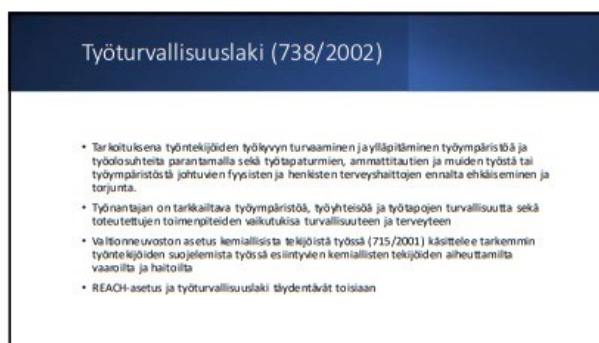 Työturvallisuuslaki (738/2002)
• Tarkoituksena työntekijöiden työkyvyn turvaaminen ja ylläpitäminen työympäristöä ja
työolosuhteita parantamalla sekä työtapaturmien, ammattitautien ja muiden työstä tai
työympäristöstä johtuvien fyysisten ja henkisten terveyshaittojen ennalta ehkäiseminen ja
torjunta.
• Työnantajan on tarkkailtava työympäristöä, työyhteisöä ja työtapojen turvallisuutta sekä
toteutettujen toimenpiteiden vaikutuksia turvallisuuteen ja terveyteen
• Valtionneuvoston asetus kemiallisista tekijöistä työssä (715/2001) käsittelee tarkemmin
työntekijöiden suojelemista työssä esiintyvien kemiallisten tekijöiden aiheuttamilta
vaaroilta ja haitoilta
• REACH-asetus ja työturvallisuuslaki täydentävät toisiaan